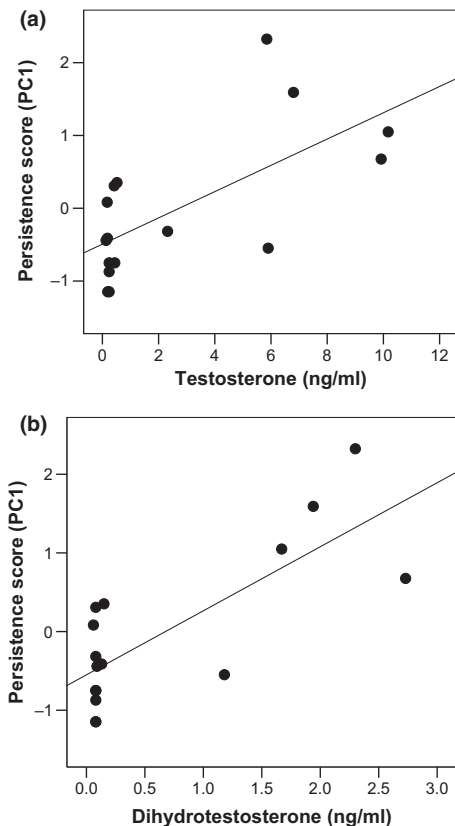 (a)
2
1
0
–1
Persistence score (PC1)
0 2 4 6 8 10 12
Testosterone (ng/ml)
(b)
2
1
0
–1
Persistence score (PC1)
0.0 0.5 1.0 1.5 2.0 2.5 3.0
Dihydrotestosterone (ng/ml)